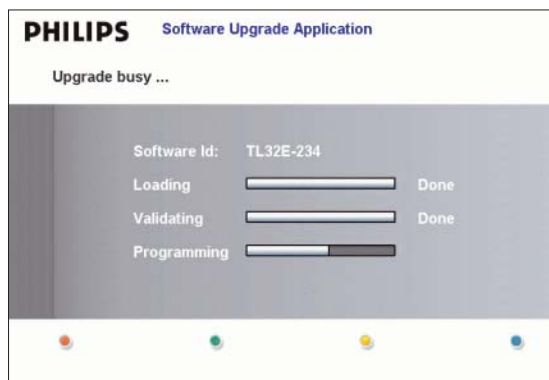 PHILIPS Software Upgrade Application
Upgrade busy ...
Software Id: TL32E-234
Loading Done
Validating Done
Programming